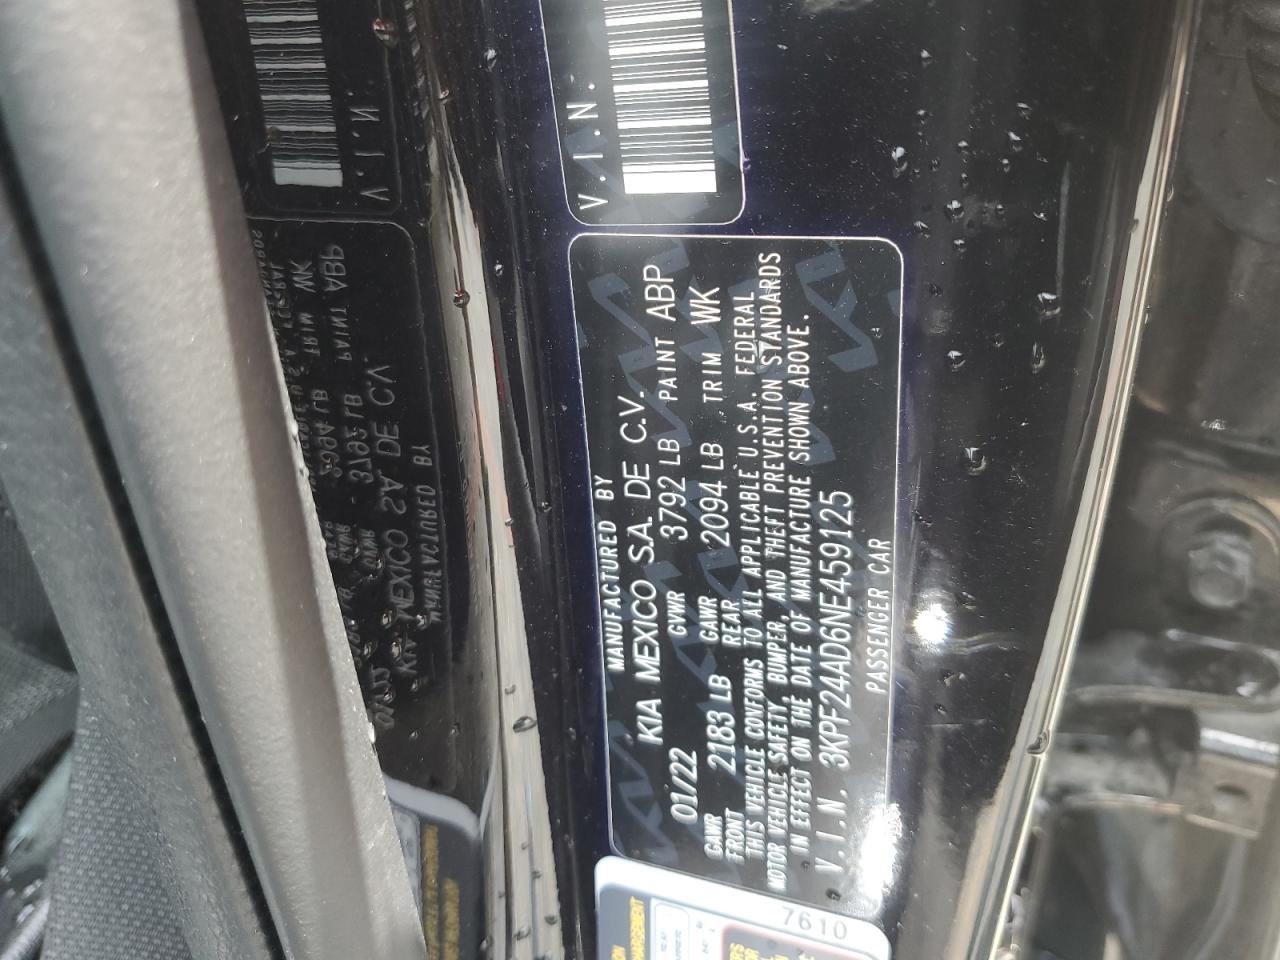 V.I.N.
MANUFACTURED BY
KIA MEXICO S.A. DE C.V.
01/22 GVWR 3792 LB PAINT ABP
GAWR FRONT 2183 LB GAWR REAR 2094 LB TRIM WK
THIS VEHICLE CONFORMS TO ALL APPLICABLE U.S.A. FEDERAL
MOTOR VEHICLE SAFETY, BUMPER, AND THEFT PREVENTION STANDARDS
IN EFFECT ON THE DATE OF MANUFACTURE SHOWN ABOVE.
V.I.N. 3KPF24AD6NE459125
PASSENGER CAR
7610